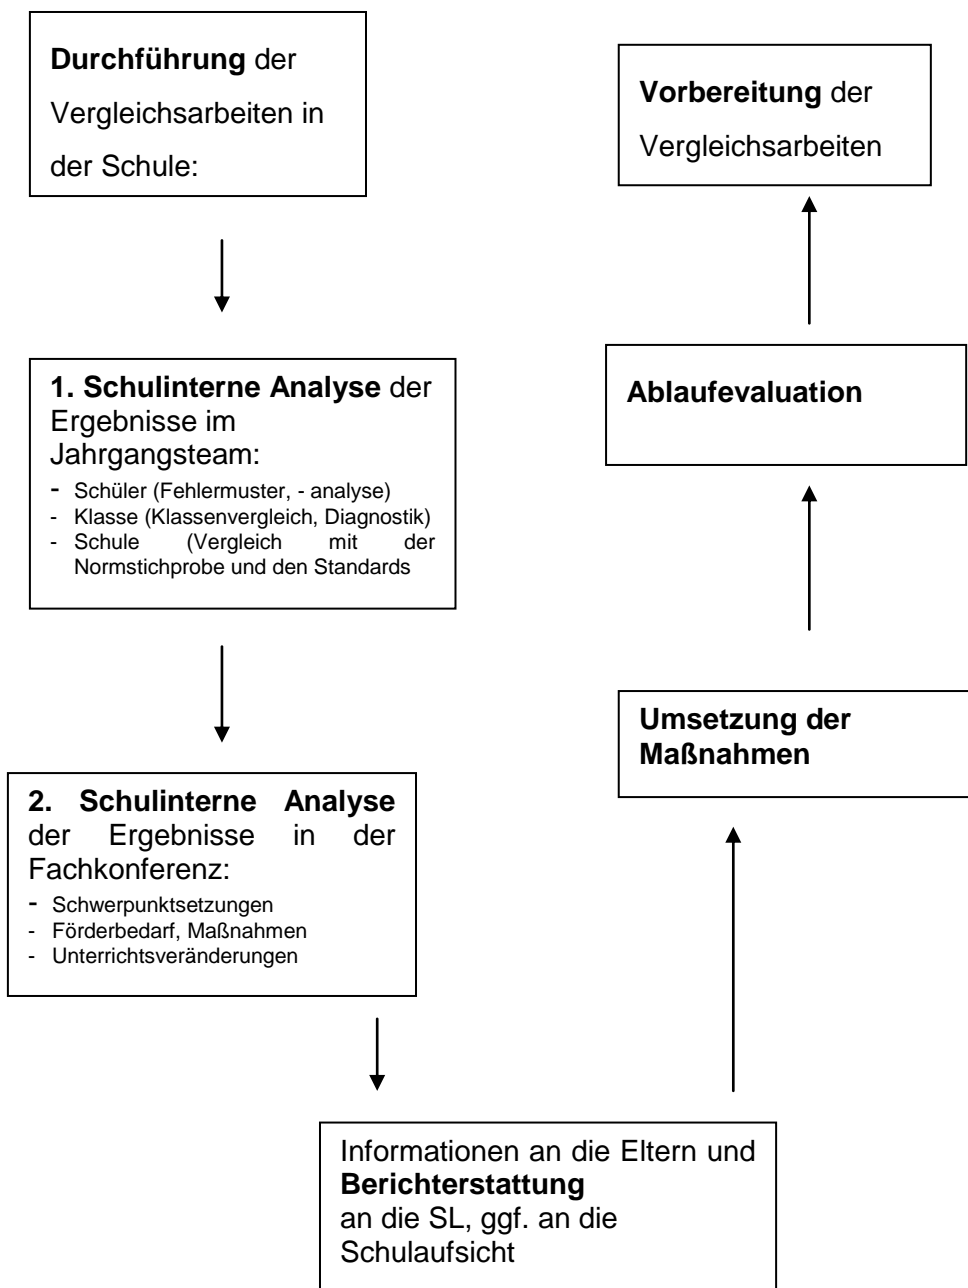 Durchführung der
Vergleichsarbeiten in
der Schule:
1. Schulinterne Analyse der
Ergebnisse im
Jahrgangsteam:
- Schüler (Fehlermuster, - analyse)
- Klasse (Klassenvergleich, Diagnostik)
- Schule (Vergleich mit der
Normstichprobe und den Standards
2. Schulinterne Analyse
der Ergebnisse in der
Fachkonferenz:
- Schwerpunktsetzungen
- Förderbedarf, Maßnahmen
- Unterrichtsveränderungen
Informationen an die Eltern und
Berichterstattung
an die SL, ggf. an die
Schulaufsicht
Umsetzung der
Maßnahmen
Ablaufevaluation
Vorbereitung der
Vergleichsarbeiten